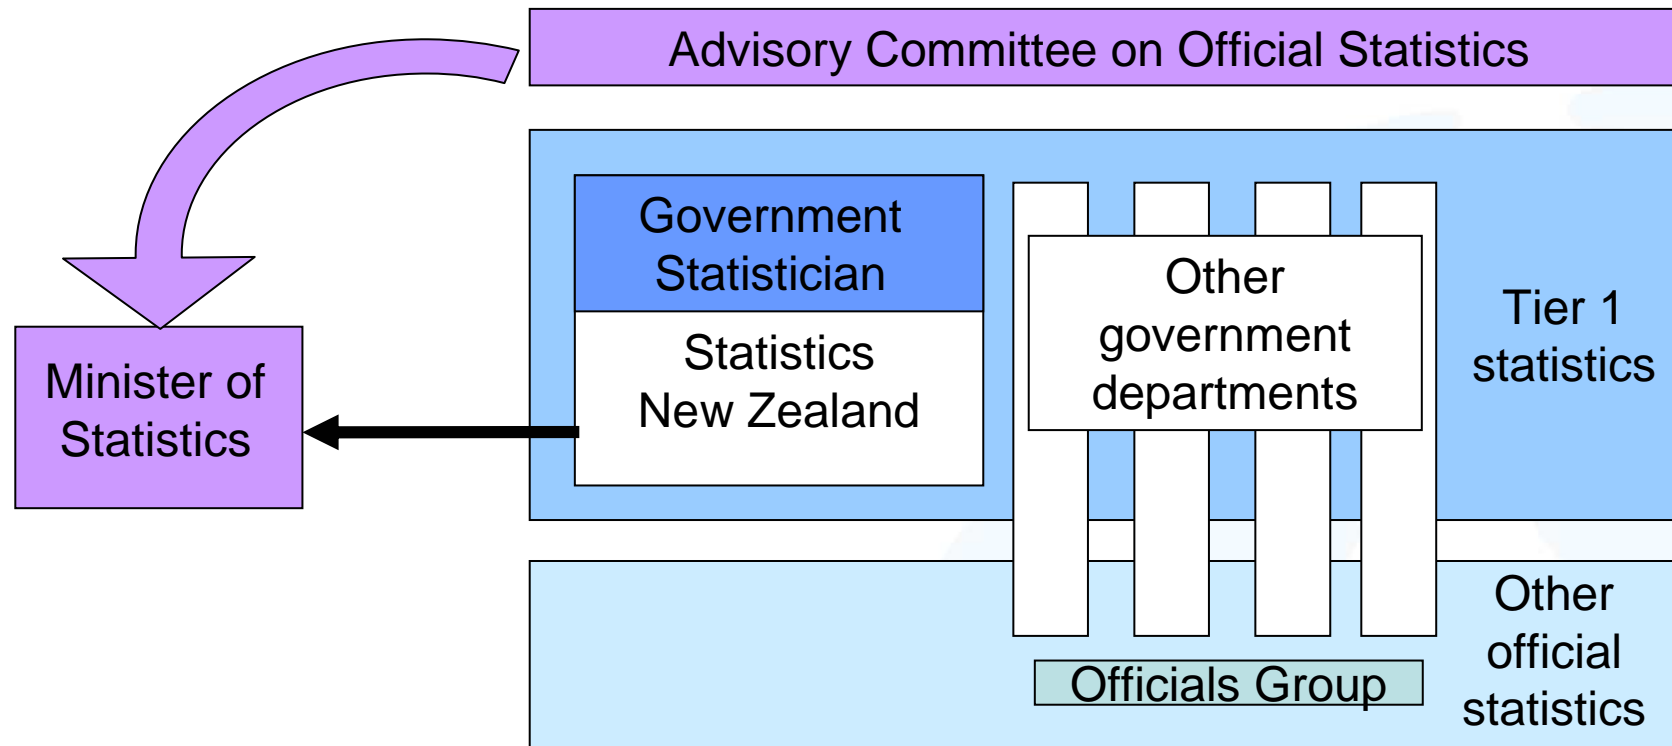 Advisory Committee on Official Statistics
Government
Statistician
Statistics
New Zealand
Other
government
departments
Tier 1
statistics
Minister of
Statistics
Other
official
statistics
Officials Group